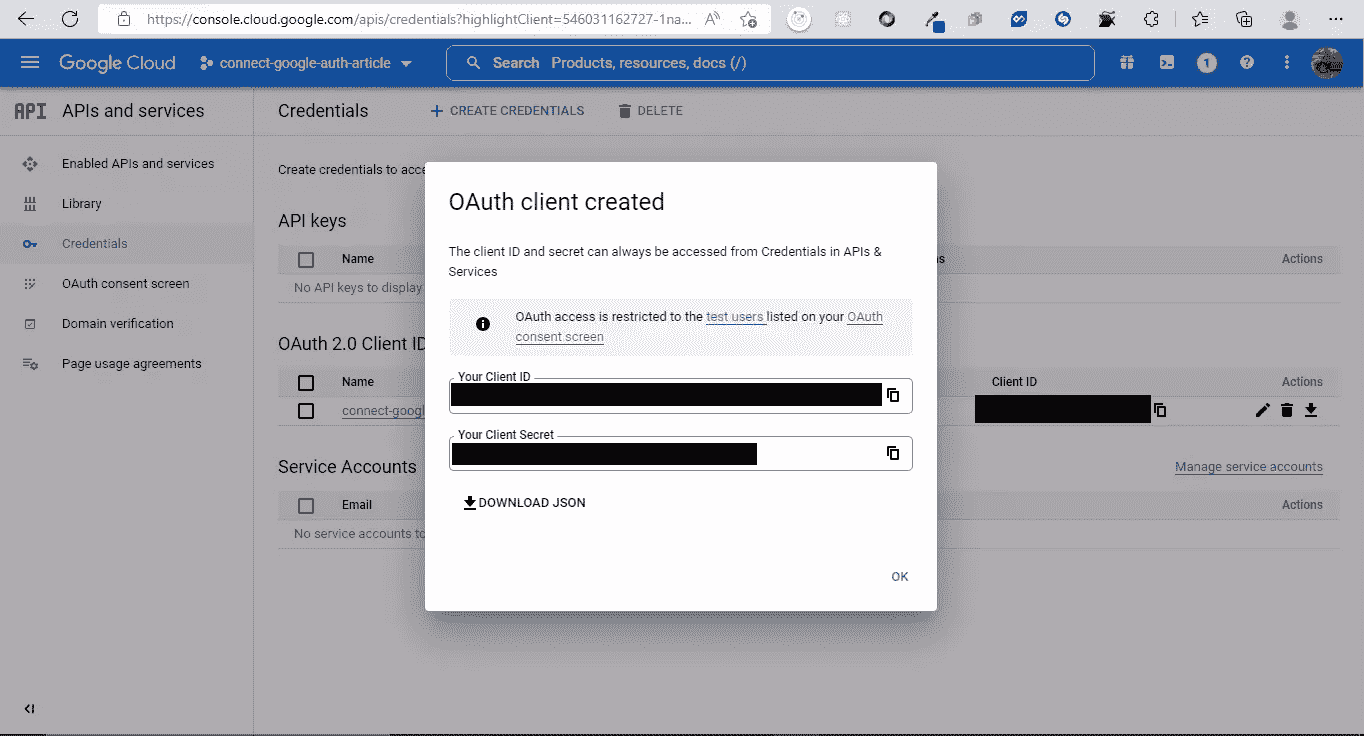 https://console.cloud.google.com/apis/credentials?highlightClient=546031162727-1na...
Google Cloud
connect-google-auth-article
Search Products, resources, docs (/)
1
API APIs and services
Credentials
+ CREATE CREDENTIALS
DELETE
Enabled APIs and services
Library
Credentials
OAuth consent screen
Domain verification
Page usage agreements
Create credentials to acce
API keys
Name
Actions
No API keys to display
OAuth 2.0 Client ID
Name
Client ID
Actions
connect-googl
Service Accounts
Manage service accounts
Email
Actions
No service accounts to
OAuth client created
The client ID and secret can always be accessed from Credentials in APIs &
Services
OAuth access is restricted to the test users listed on your OAuth
consent screen
Your Client ID
Your Client Secret
DOWNLOAD JSON
OK